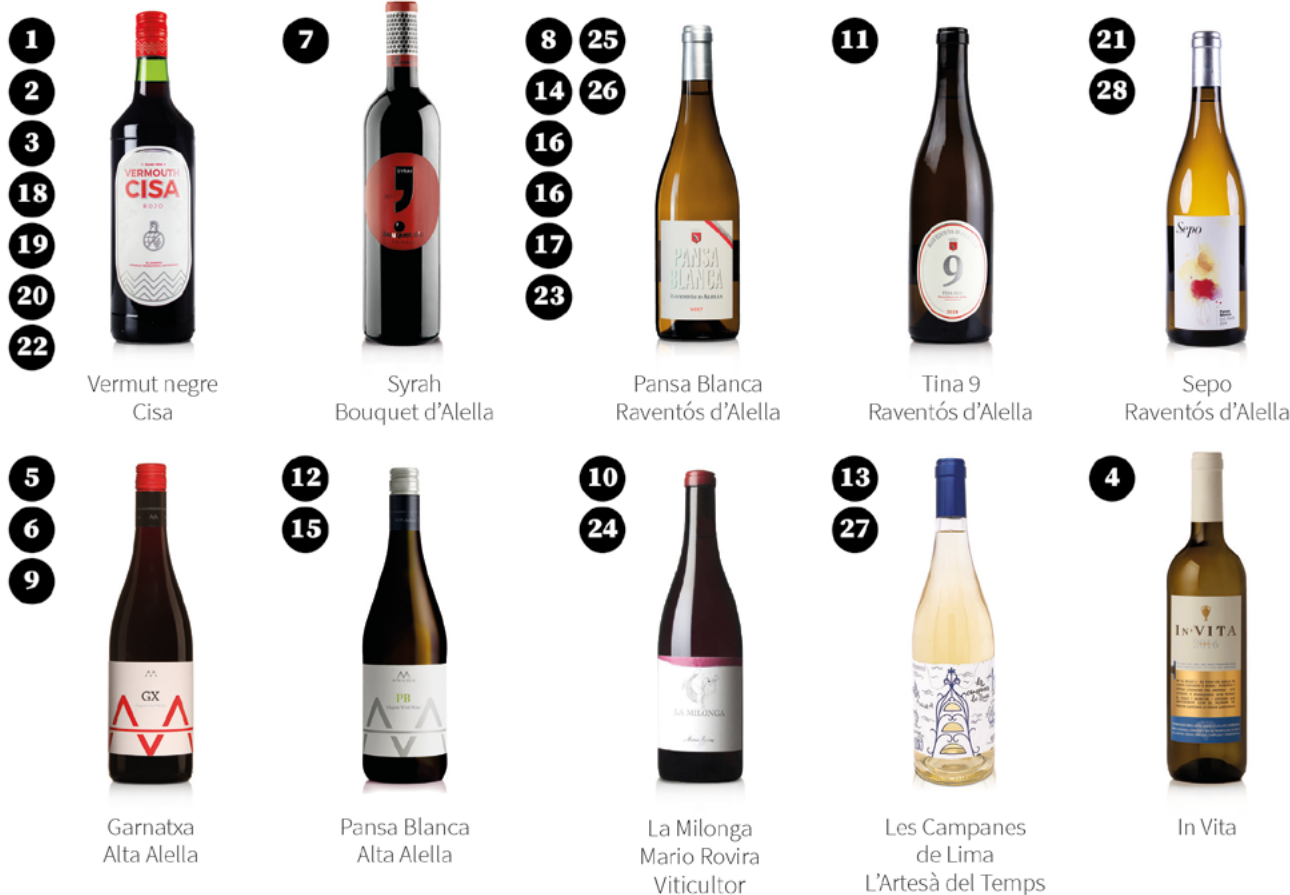 1
2
3
18
19
20
22
VERMOUTH
CISA
ROJO
Vermut negre
Cisa
7
SYRAH
Syrah
Bouquet d'Alella
8 25
14 26
16
16
17
23
PANSA
BLANCA
RAVENTÓS D'ALELLA
2017
Pansa Blanca
Raventós d'Alella
11
9
Tina 9
Raventós d'Alella
21
28
Sepo
Sepo
Raventós d'Alella
5
6
9
GX
Garnatxa
Alta Alella
12
15
PB
Pansa Blanca
Alta Alella
10
24
LA MILONGA
La Milonga
Mario Rovira
Viticultor
13
27
Les Campanes
de Lima
L'Artesà del Temps
4
IN·VITA
In Vita